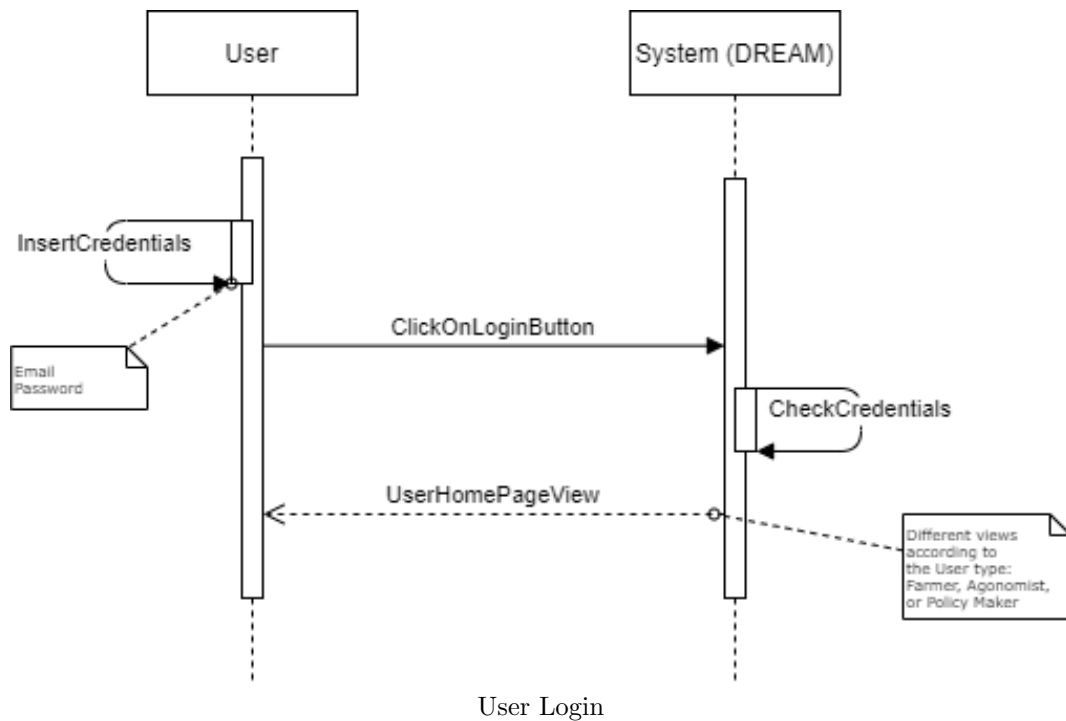 User
System (DREAM)
InsertCredentials
ClickOnLoginButton
Email
Password
CheckCredentials
UserHomePageView
Different views
according to
the User type:
Farmer, Agonomist,
or Policy Maker
User Login